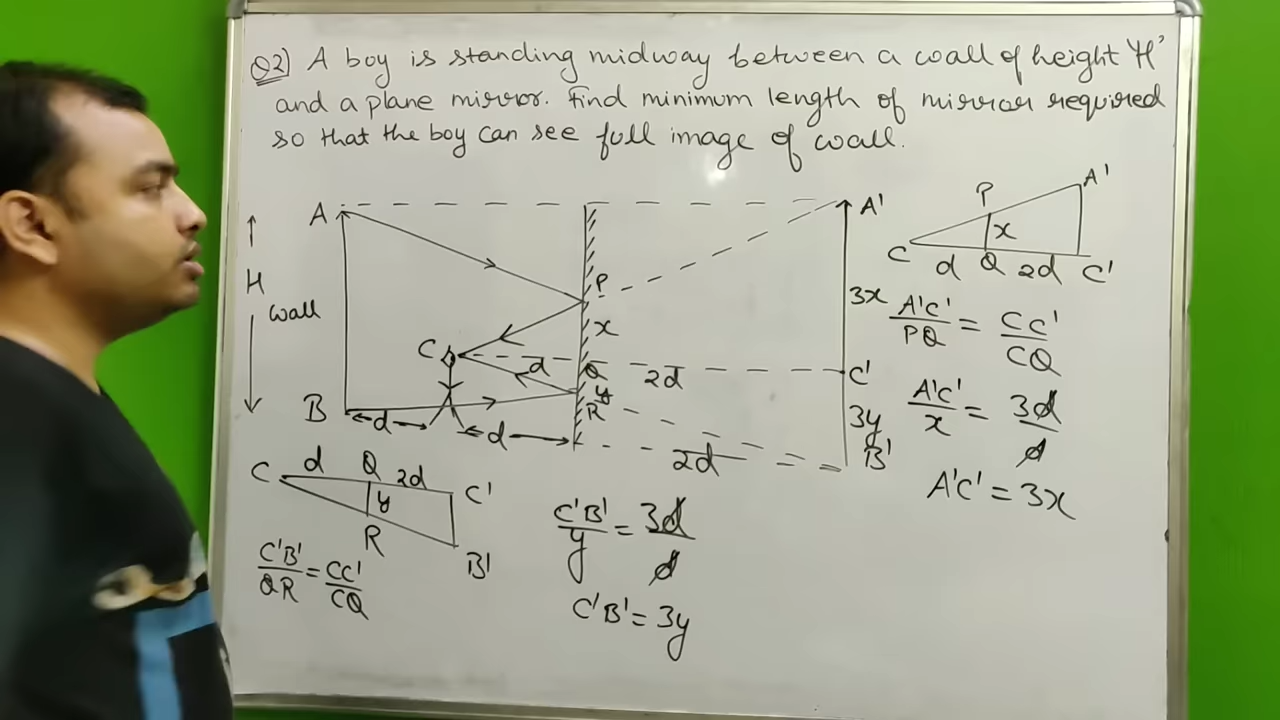 Q2) A boy is standing midway between a wall of height 'H'
and a plane mirror. Find minimum length of mirror required
so that the boy can see full image of wall.
A
H
wall
B
C
d
d
d
P
x
Q
y
R
2d
2d
A'
3x
C'
3y
B'
P
A'
x
C
d
Q
2d
C'
A'C'/PQ = CC'/CQ
A'C'/x = 3d/d
A'C' = 3x
C
d
Q
2d
C'
y
R
B'
C'B'/QR = CC'/CQ
C'B'/y = 3d/d
C'B' = 3y